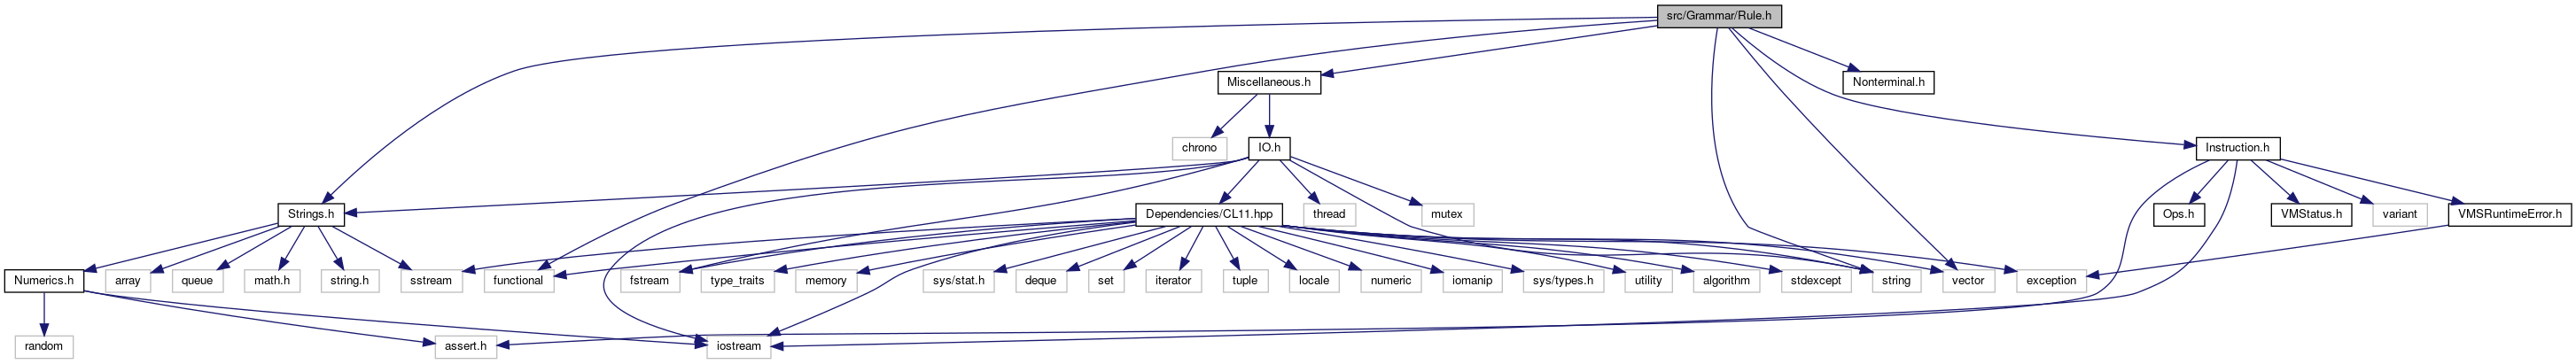 src/Grammar/Rule.h
Miscellaneous.h
Nonterminal.h
chrono
IO.h
Instruction.h
Strings.h
Dependencies/CL11.hpp
thread
mutex
Ops.h
VMStatus.h
variant
VMSRuntimeError.h
Numerics.h
array
queue
math.h
string.h
sstream
functional
fstream
type_traits
memory
sys/stat.h
deque
set
iterator
tuple
locale
numeric
iomanip
sys/types.h
utility
algorithm
stdexcept
string
vector
exception
random
assert.h
iostream